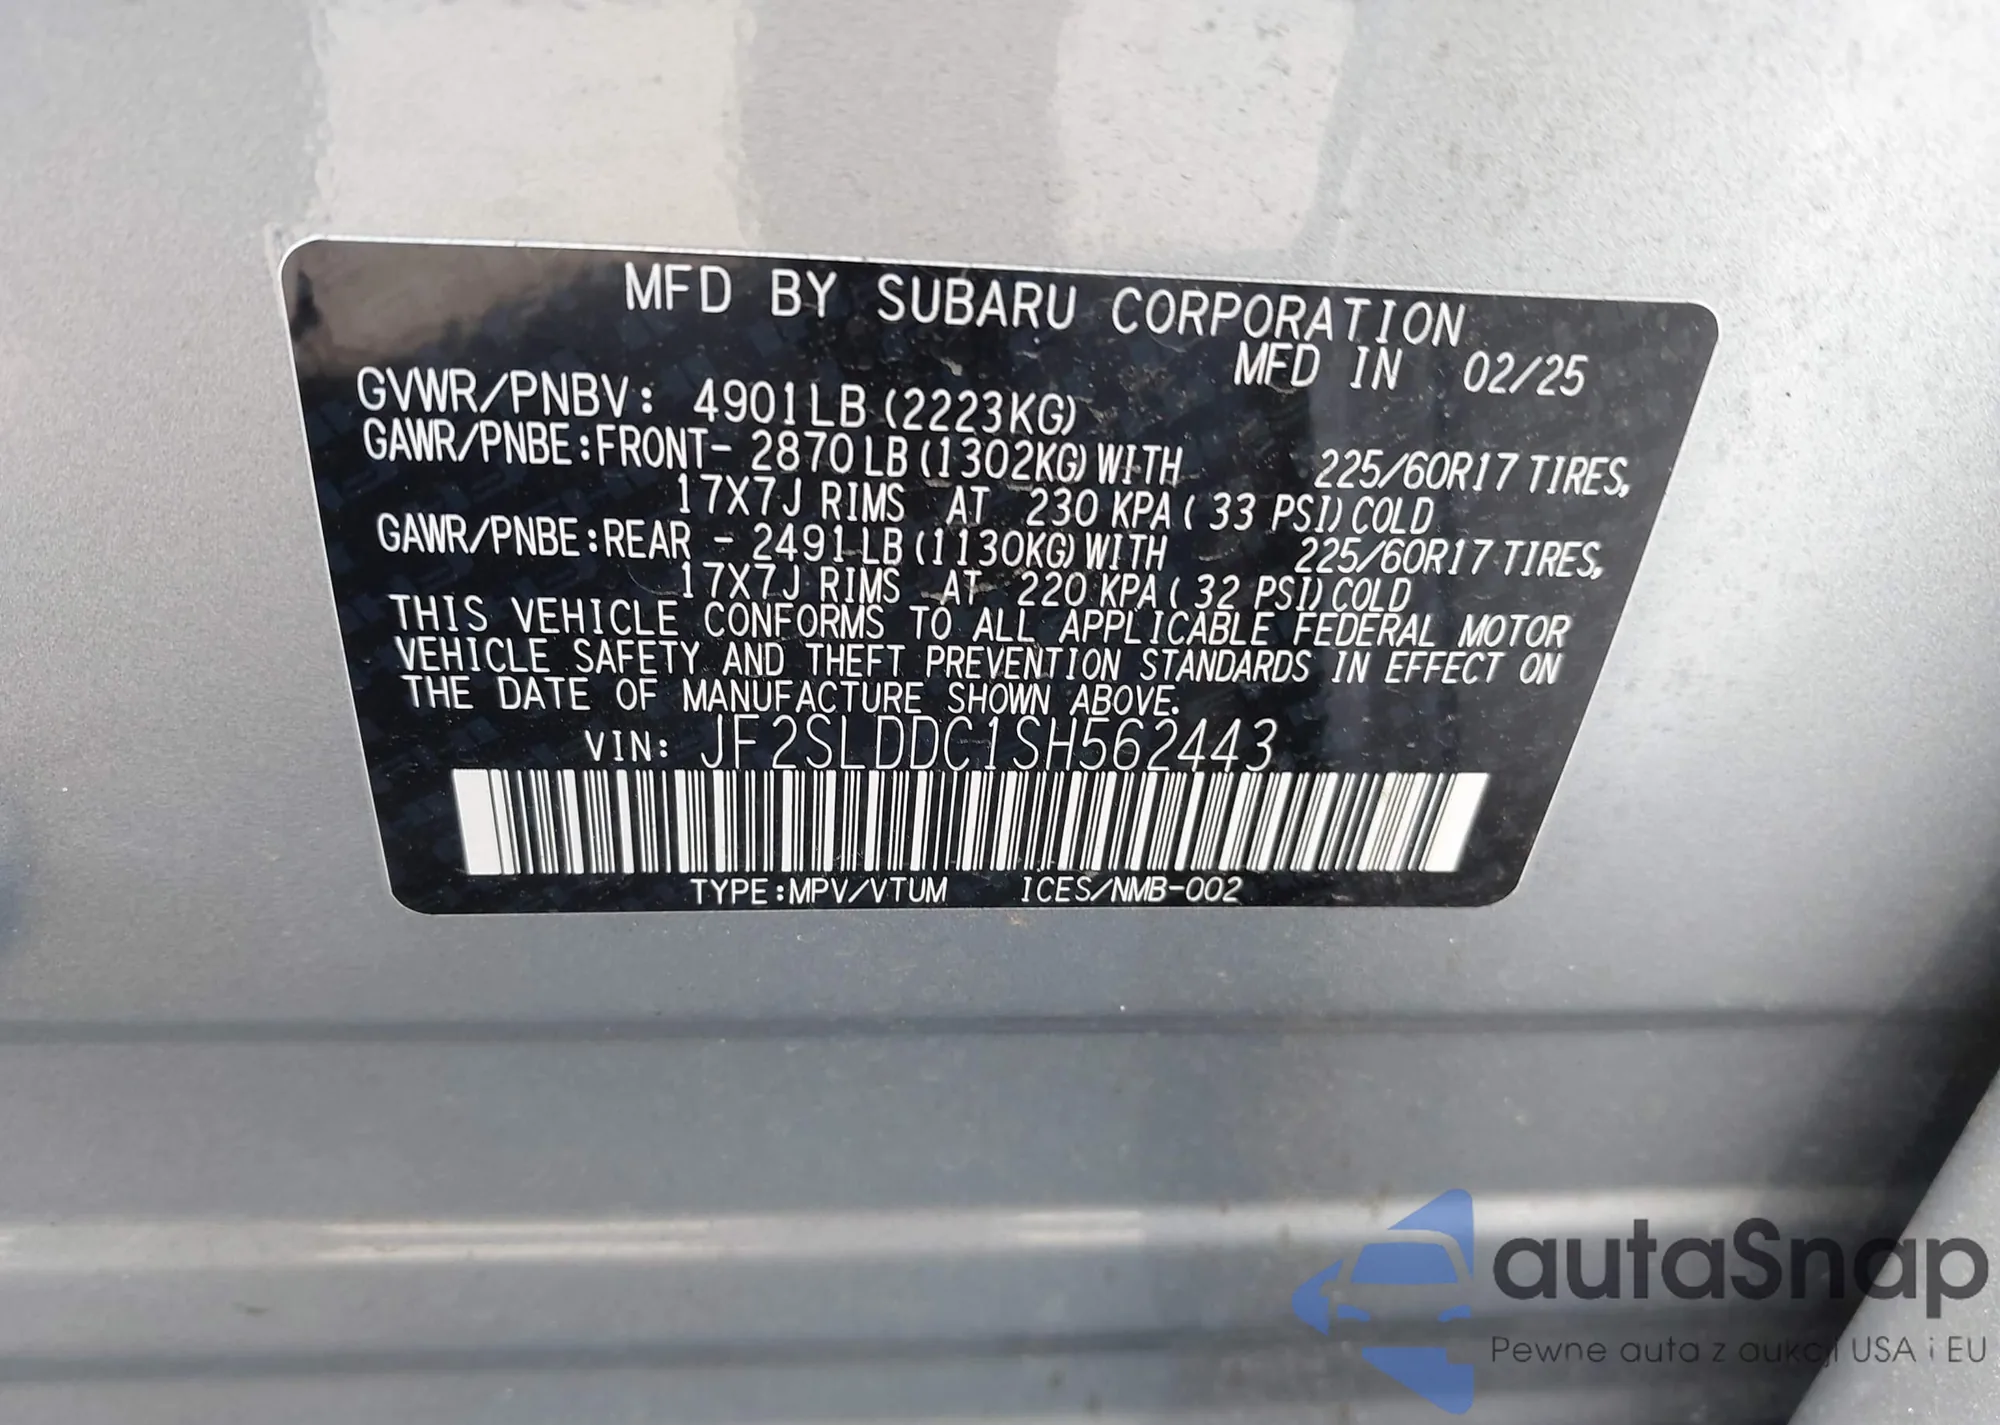 MFD BY SUBARU CORPORATION
MFD IN 02/25
GVWR/PNBV: 4901LB (2223KG)
GAWR/PNBE:FRONT- 2870LB (1302KG) WITH 225/60R17 TIRES,
17X7J RIMS AT 230 KPA ( 33 PSI) COLD
GAWR/PNBE:REAR - 2491LB (1130KG) WITH 225/60R17 TIRES,
17X7J RIMS AT 220 KPA ( 32 PSI) COLD
THIS VEHICLE CONFORMS TO ALL APPLICABLE FEDERAL MOTOR
VEHICLE SAFETY AND THEFT PREVENTION STANDARDS IN EFFECT ON
THE DATE OF MANUFACTURE SHOWN ABOVE.
VIN: JF2SLDDC1SH562443
TYPE:MPV/VTUM ICES/NMB-002
autaSnap
Pewne auta z aukcji USA i EU